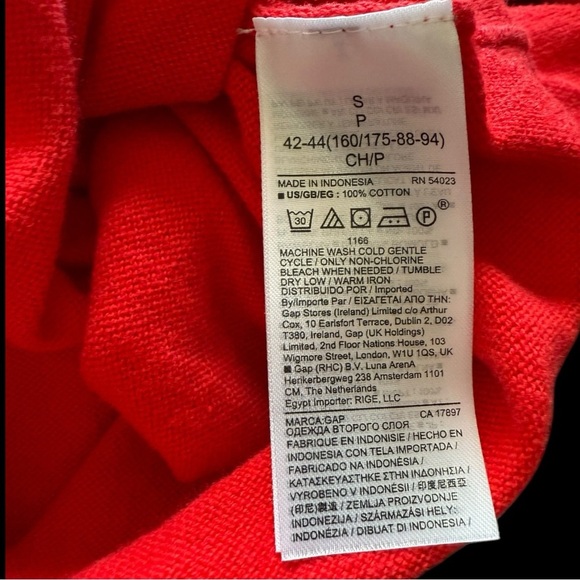 S
P
42-44(160/175-88-94)
CH/P
MADE IN INDONESIA RN 54023
■ US/GB/EG : 100% COTTON
30 P ®
1166
MACHINE WASH COLD GENTLE
CYCLE / ONLY NON-CHLORINE
BLEACH WHEN NEEDED / TUMBLE
DRY LOW / WARM IRON
DISTRIBUIDO POR / Imported
By/Importe Par / ΕΙΣΑΓΕΤΑΙ ΑΠΟ ΤΗΝ:
Gap Stores (Ireland) Limited c/o Arthur
Cox, 10 Earlsfort Terrace, Dublin 2, D02
T380, Ireland, Gap (UK Holdings)
Limited, 2nd Floor Nations House, 103
Wigmore Street, London, W1U 1QS, UK
■ Gap (RHC) B.V. Luna ArenA
Herikerbergweg 238 Amsterdam 1101
CM, The Netherlands
Egypt Importer: RIGE, LLC
MARCA:GAP CA 17897
ОДЕЖДА ВТОРОГО СЛОЯ
FABRIQUE EN INDONISIE / HECHO EN
INDONESIA CON TELA IMPORTADA /
FABRICADO NA INDONÉSIA /
ΚΑΤΑΣΚΕΥΑΣΤΗΚΕ ΣΤΗΝ ΙΝΔΟΝΗΣΙΑ /
VYROBENO V INDONÉSII / 印度尼西亞
(印尼)製造 / ZEMLJA PROIZVODNJE
INDONEZIJA / SZÁRMAZÁSI HELY:
INDONÉZIA / DIBUAT DI INDONESIA /